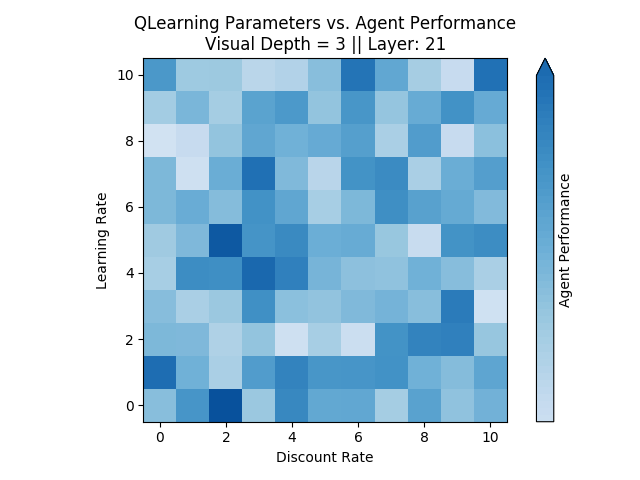 QLearning Parameters vs. Agent Performance
Visual Depth = 3 || Layer: 21
10
8
6
4
2
0
Learning Rate
0 2 4 6 8 10
Discount Rate
Agent Performance